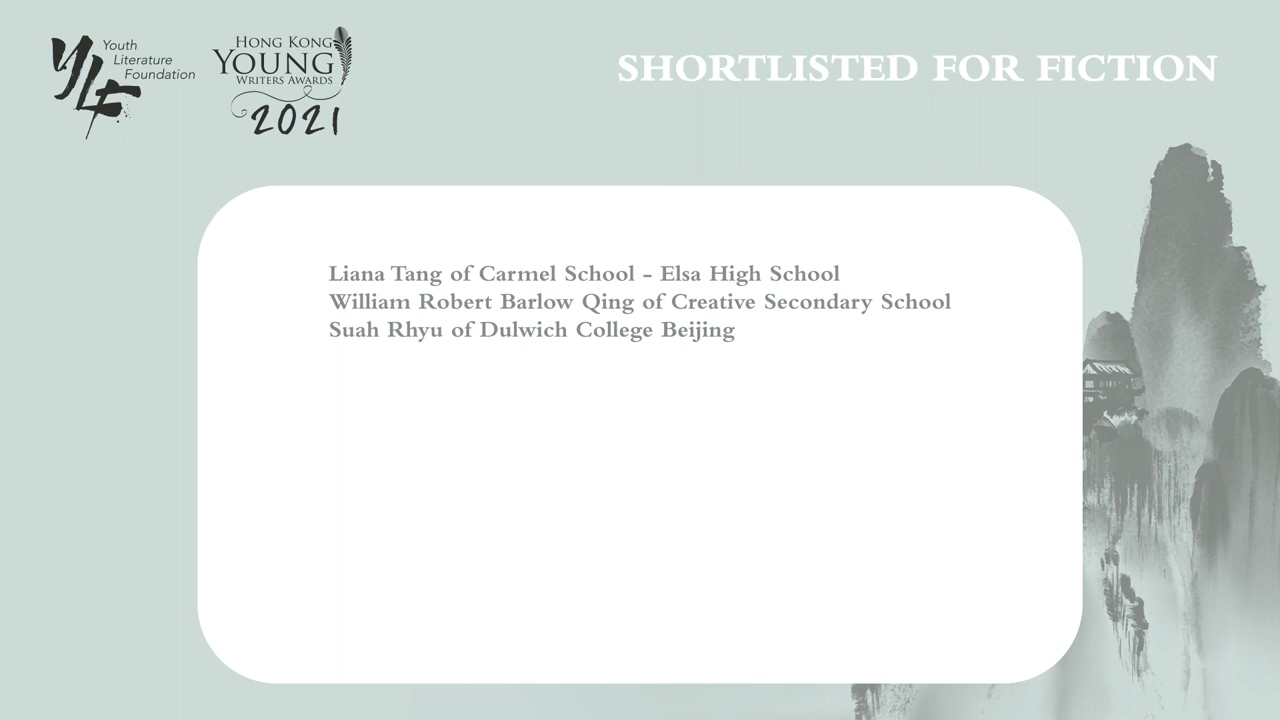 Youth
Literature
Foundation
HONG KONG
YOUNG
WRITERS AWARDS
2021
SHORTLISTED FOR FICTION
Liana Tang of Carmel School - Elsa High School
William Robert Barlow Qing of Creative Secondary School
Suah Rhyu of Dulwich College Beijing